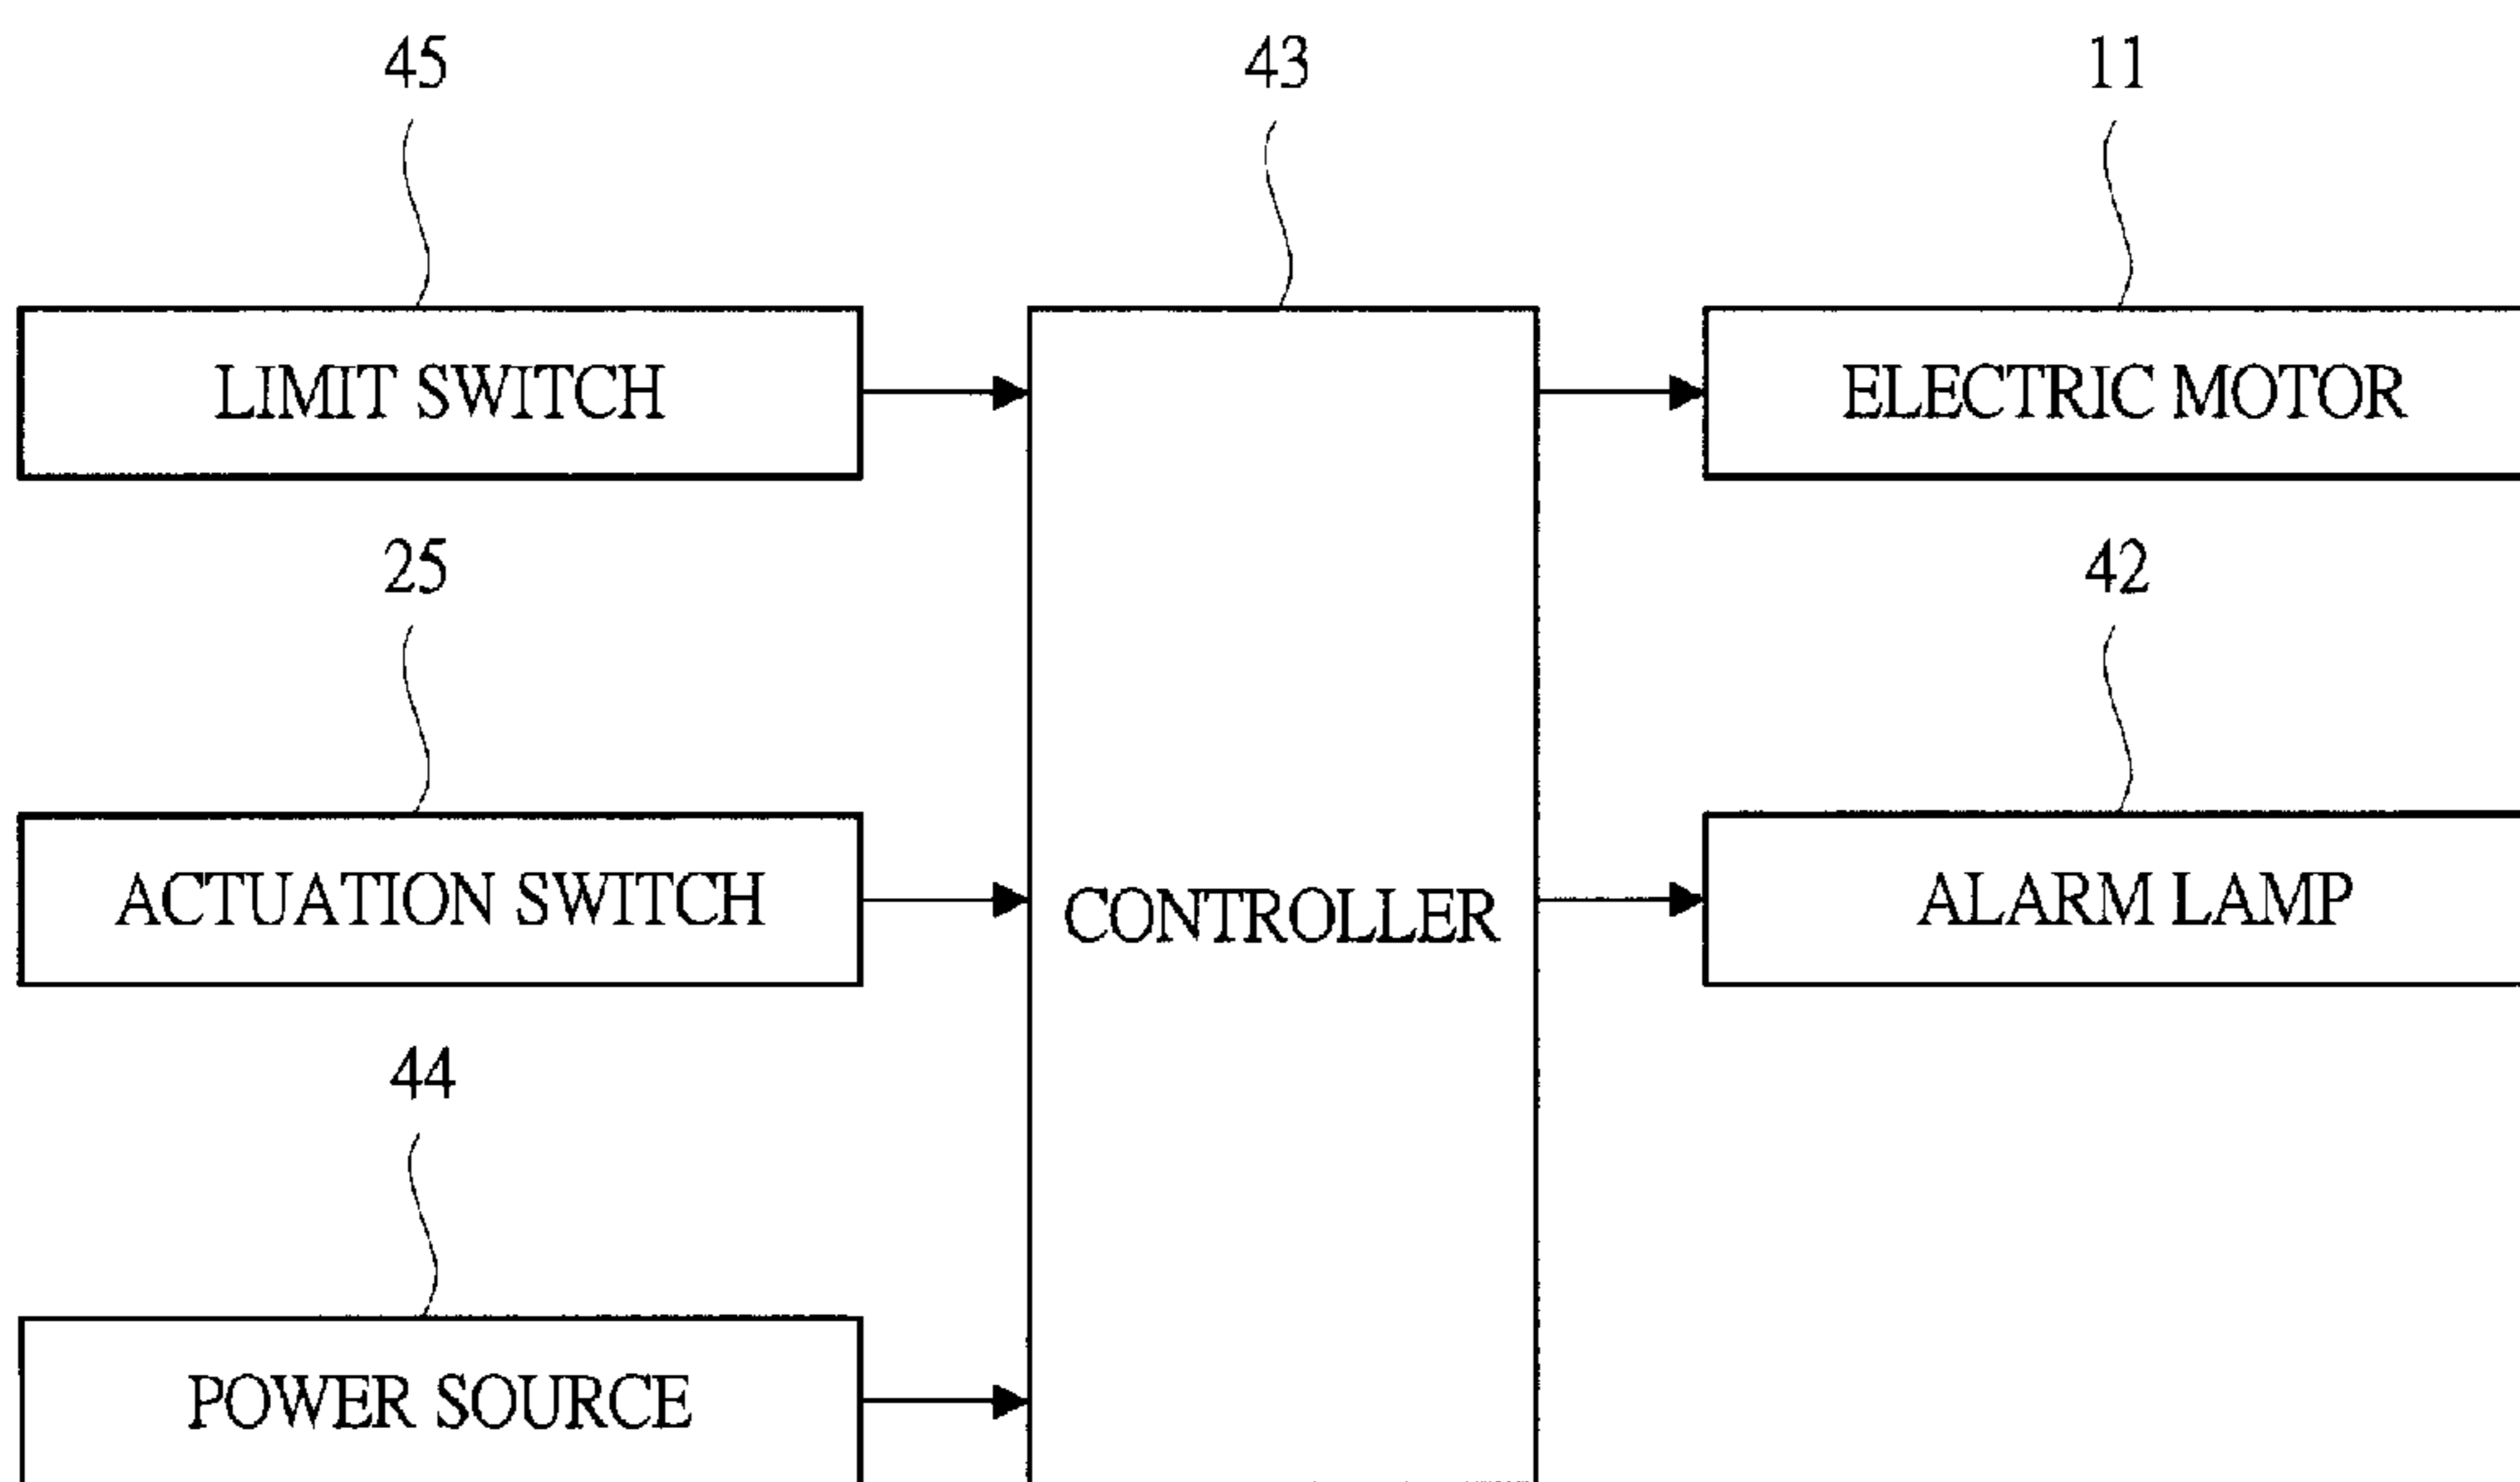 45
43
11
LIMIT SWITCH
ELECTRIC MOTOR
25
42
ACTUATION SWITCH
CONTROLLER
ALARM LAMP
44
POWER SOURCE